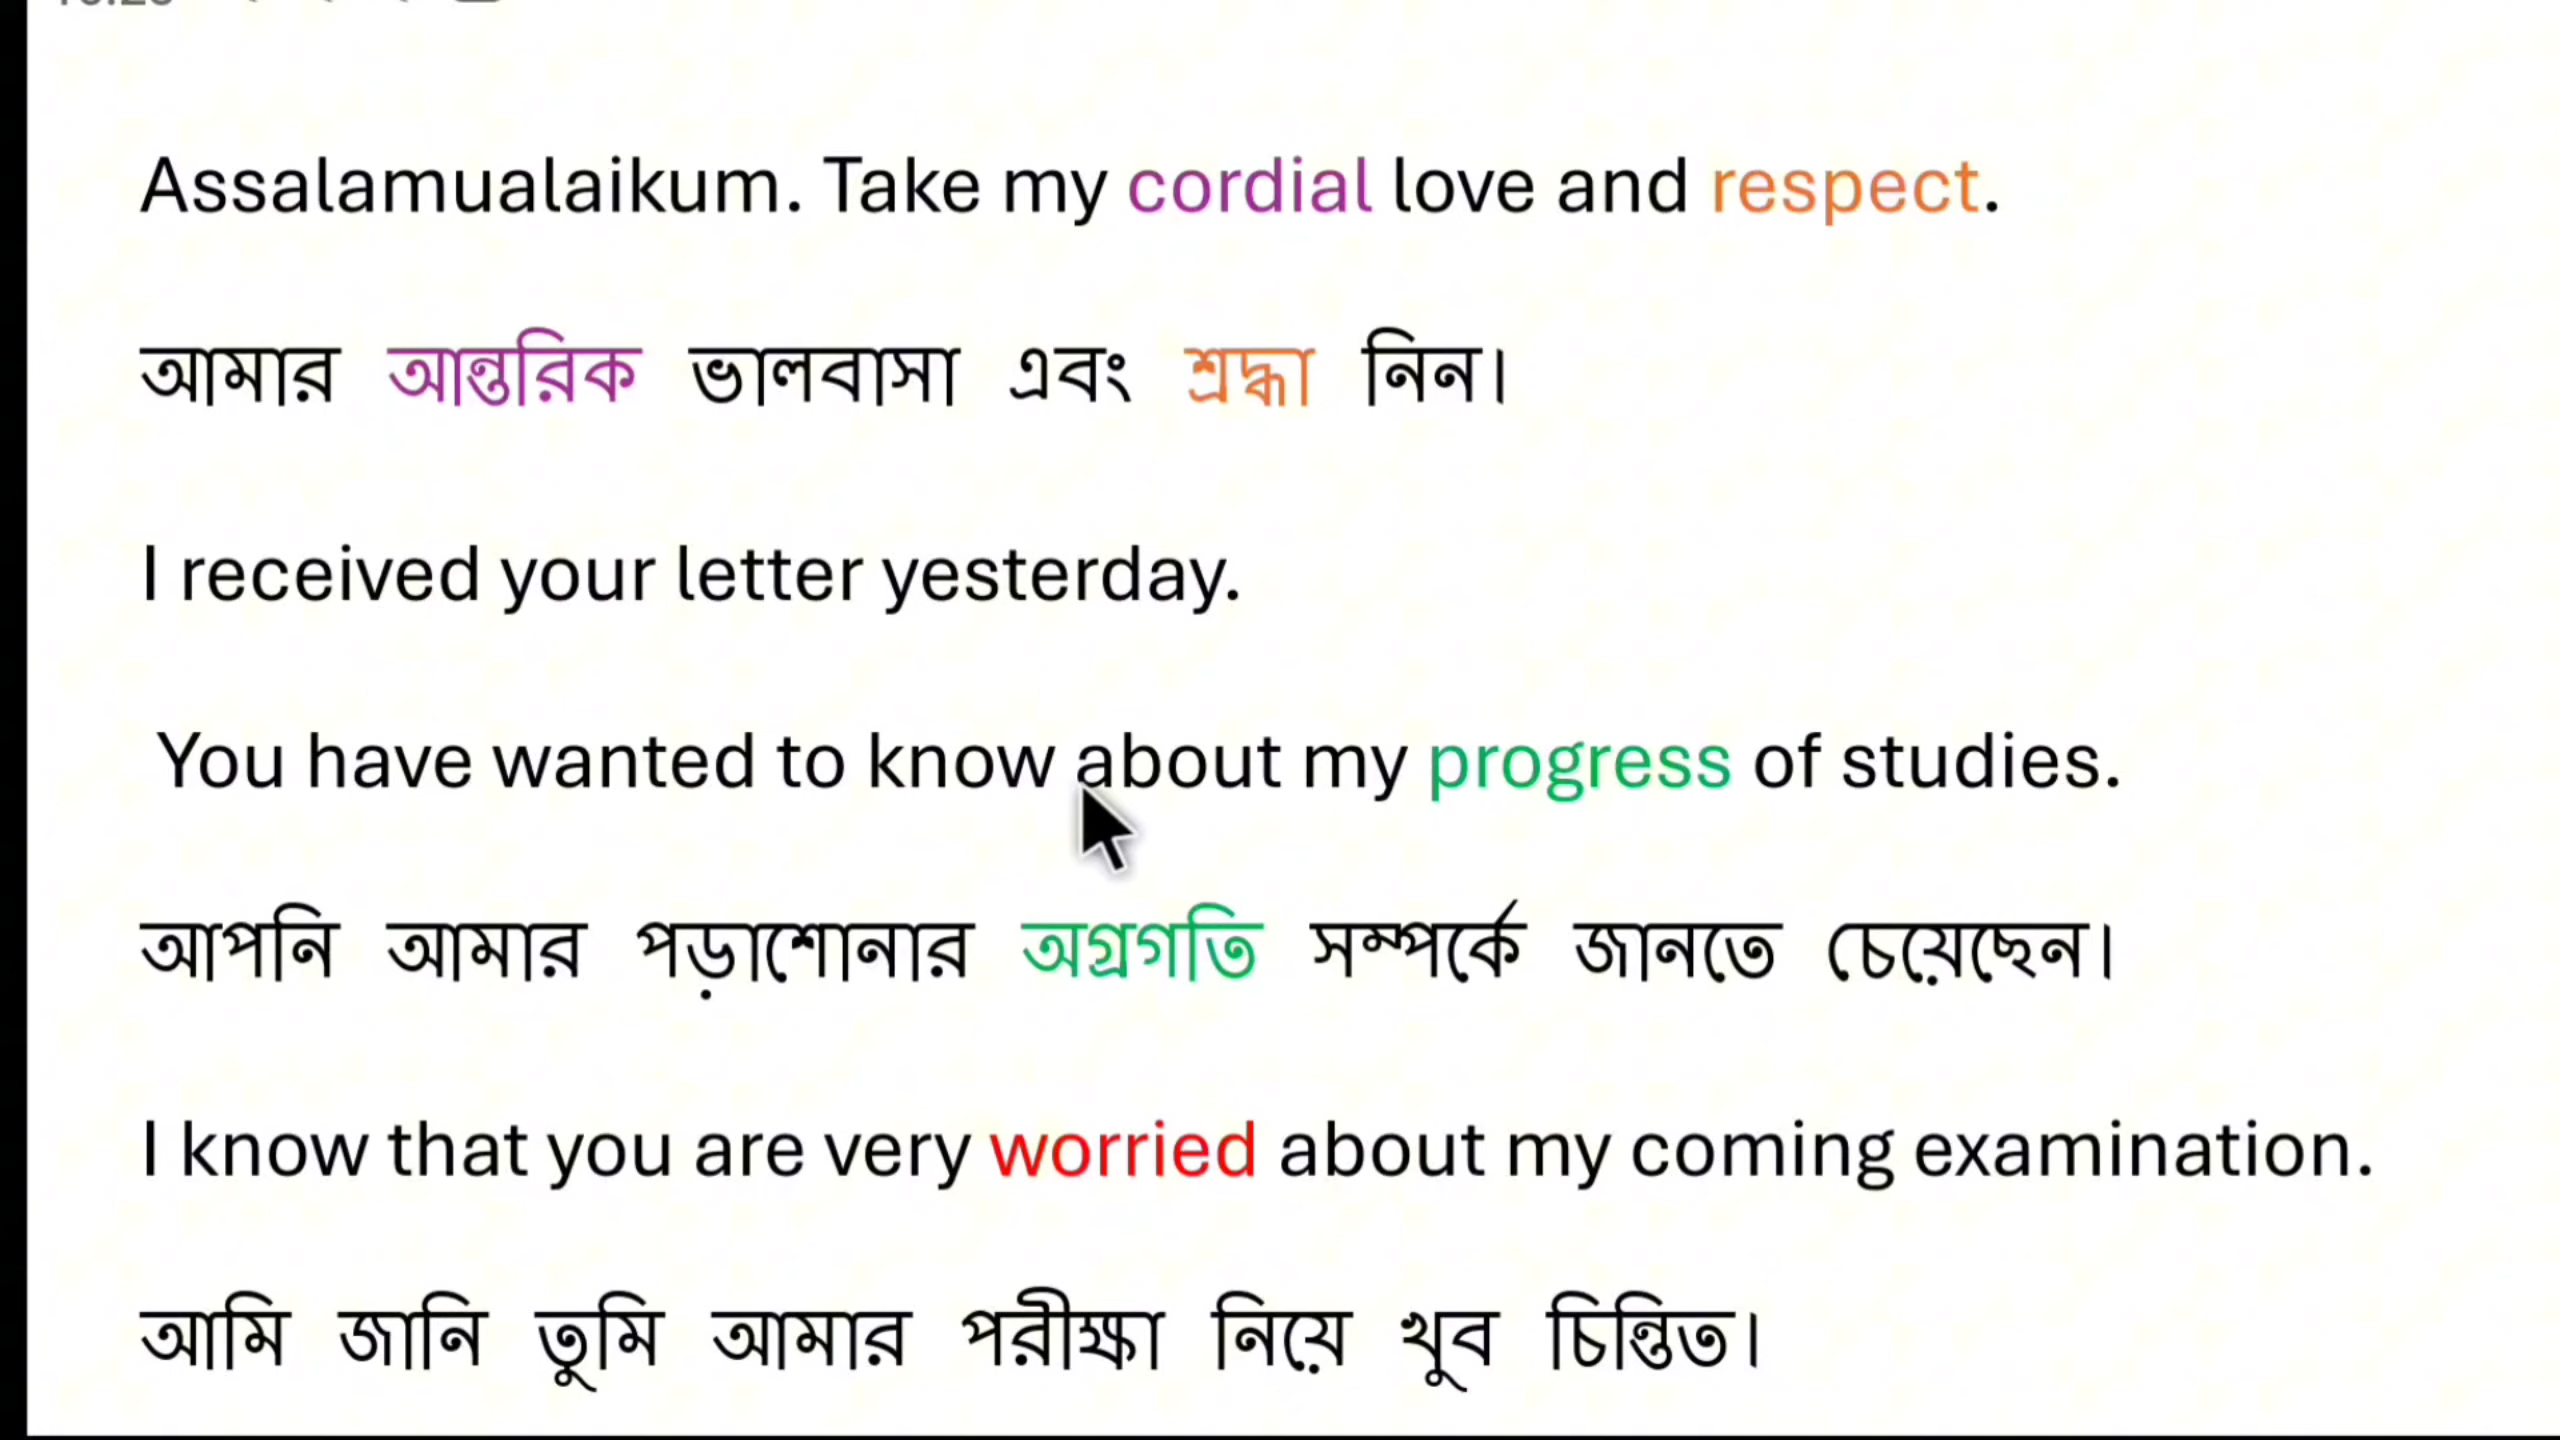 Assalamualaikum. Take my cordial love and respect.
আমার আন্তরিক ভালবাসা এবং শ্রদ্ধা নিন।
I received your letter yesterday.
You have wanted to know about my progress of studies.
আপনি আমার পড়াশোনার অগ্রগতি সম্পর্কে জানতে চেয়েছেন।
I know that you are very worried about my coming examination.
আমি জানি তুমি আমার পরীক্ষা নিয়ে খুব চিন্তিত।